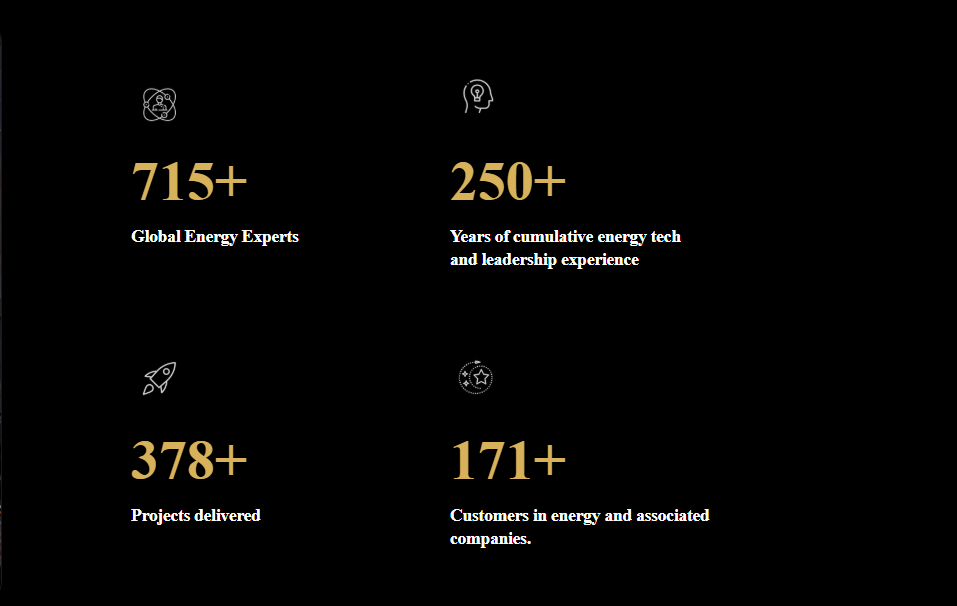 715+
Global Energy Experts
250+
Years of cumulative energy tech
and leadership experience
378+
Projects delivered
171+
Customers in energy and associated
companies.